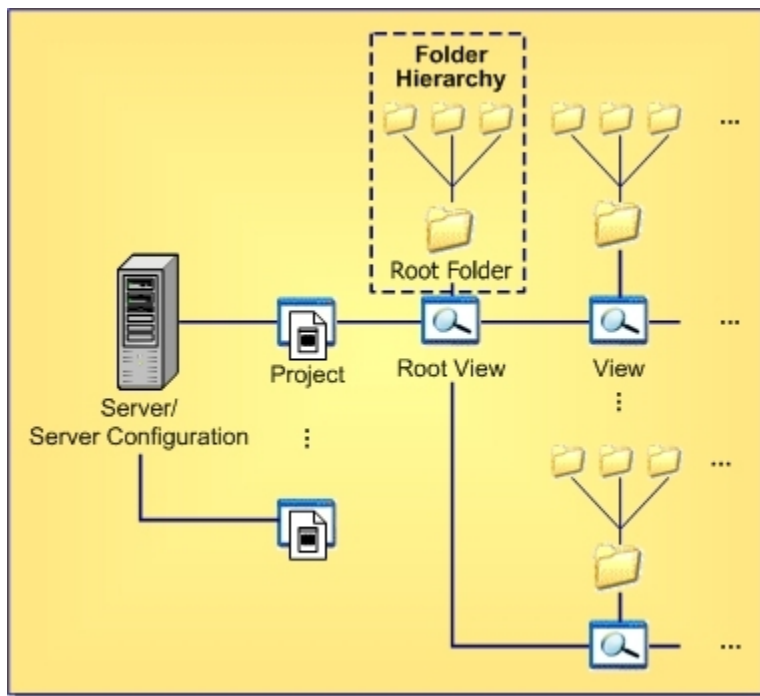 Folder
Hierarchy
...
Root Folder
...
Project
Root View
View
Server/
Server Configuration
...
...
...
...